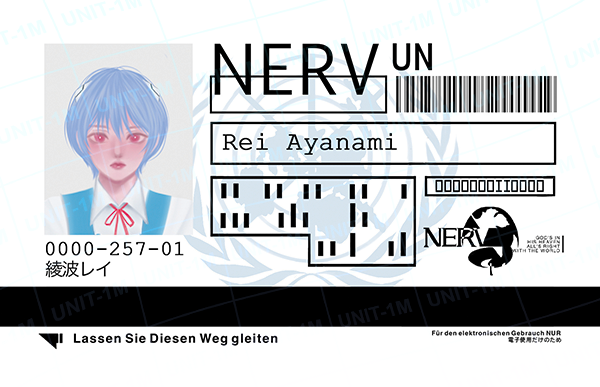 NERV UN
Rei Ayanami
0000000II0000
NERV
GOD'S IN
HIS HEAVEN
ALL'S RIGHT
WITH THE WORLD
0000-257-01
綾波レイ
Lassen Sie Diesen Weg gleiten
Für den elektronischen Gebrauch NUR
電子使用だけのため
UNIT-1M
UNIT-1M
UNIT-1M
UNIT-1M